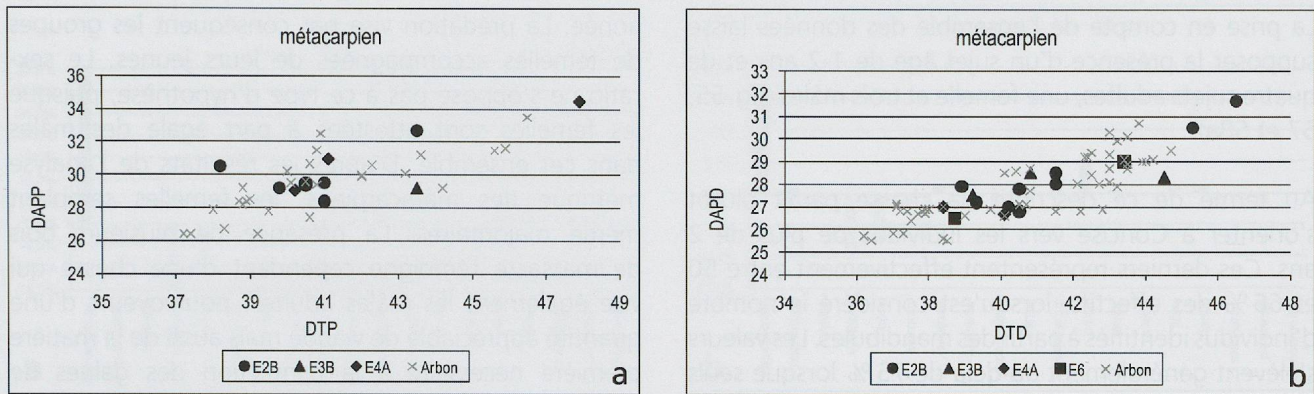 métacarpien
36
34
32
30
28
26
24
DAPP
35 37 39 41 43 45 47 49
DTP
E2B E3B E4A Arbon
a
métacarpien
33
32
31
30
29
28
27
26
25
24
DAPD
34 36 38 40 42 44 46 48
DTD
E2B E3B E4A E6 Arbon
b